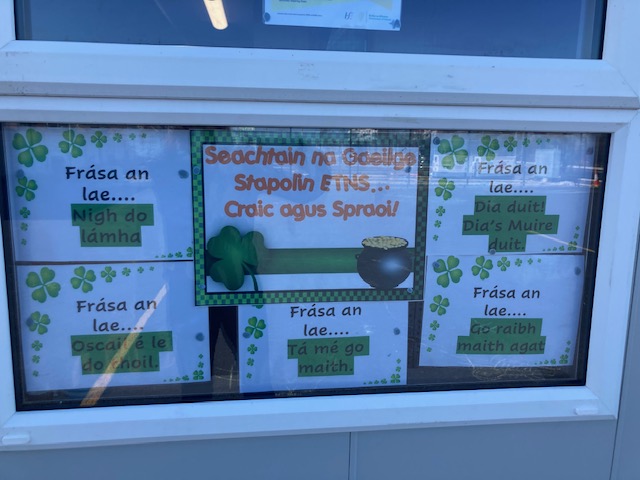 Frása an
lae....
Nigh do
lámha
Seachtain na Gaeilge
Stapolin ETNS...
Craic agus Spraoi!
Frása an
lae....
Dia duit!
Dia's Muire
duit.
Frása an
lae....
Oscail é le
do thoil.
Frása an
lae....
Tá mé go
maith.
Frása an
lae....
Go raibh
maith agat